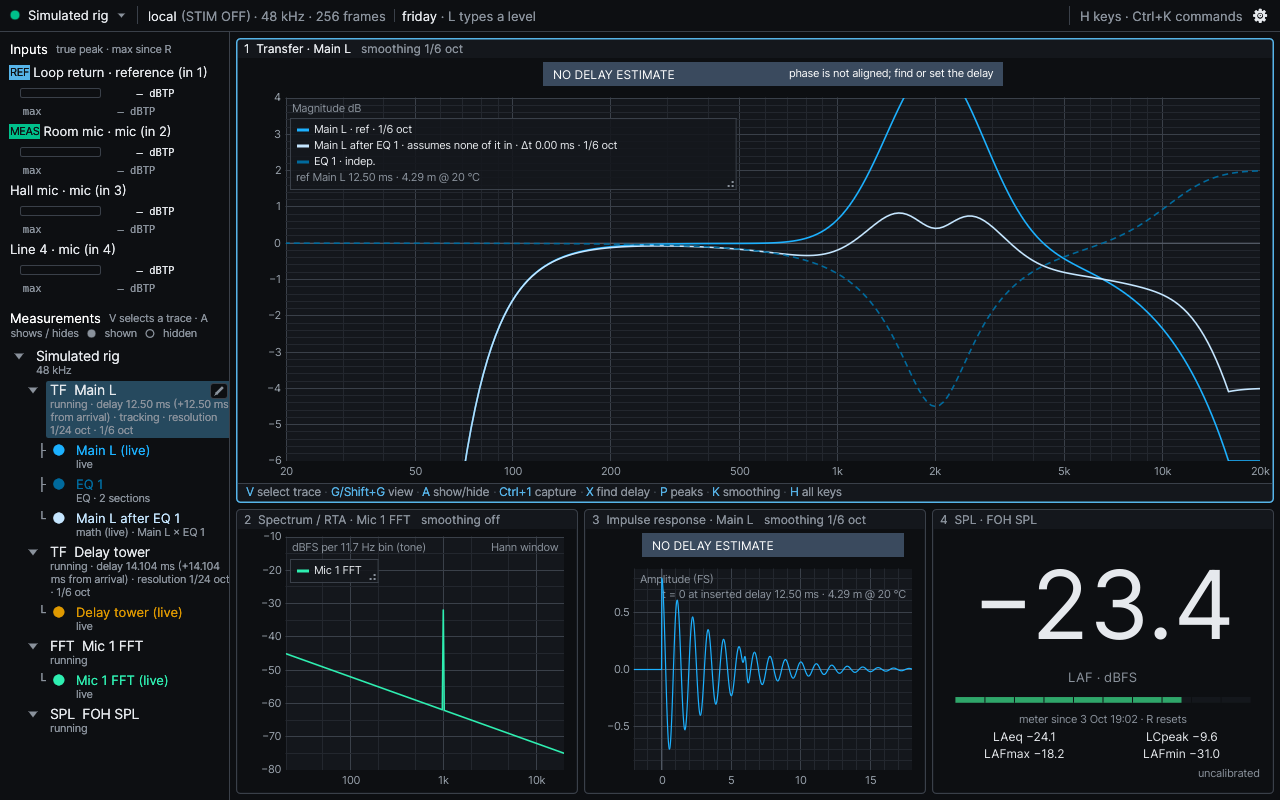 Simulated rig
local (STIM OFF) · 48 kHz · 256 frames
friday · L types a level
H keys · Ctrl+K commands
Inputs true peak · max since R
REF Loop return · reference (in 1)
– dBTP
max – dBTP
MEAS Room mic · mic (in 2)
– dBTP
max – dBTP
Hall mic · mic (in 3)
– dBTP
max – dBTP
Line 4 · mic (in 4)
– dBTP
max – dBTP
Measurements V selects a trace · A
shows / hides shown hidden
Simulated rig
48 kHz
TF Main L
running · delay 12.50 ms (+12.50 ms
from arrival) · tracking · resolution
1/24 oct · 1/6 oct
Main L (live)
live
EQ 1
EQ · 2 sections
Main L after EQ 1
math (live) · Main L × EQ 1
TF Delay tower
running · delay 14.104 ms (+14.104
ms from arrival) · resolution 1/24 oct
· 1/6 oct
Delay tower (live)
live
FFT Mic 1 FFT
running
Mic 1 FFT (live)
live
SPL FOH SPL
running
1 Transfer · Main L smoothing 1/6 oct
NO DELAY ESTIMATE phase is not aligned; find or set the delay
Magnitude dB
Main L · ref · 1/6 oct
Main L after EQ 1 · assumes none of it in · Δt 0.00 ms · 1/6 oct
EQ 1 · indep.
ref Main L 12.50 ms · 4.29 m @ 20 °C
4
3
2
1
0
−1
−2
−3
−4
−5
−6
20 50 100 200 500 1k 2k 5k 10k 20k
V select trace · G/Shift+G view · A show/hide · Ctrl+1 capture · X find delay · P peaks · K smoothing · H all keys
2 Spectrum / RTA · Mic 1 FFT smoothing off
dBFS per 11.7 Hz bin (tone) Hann window
Mic 1 FFT
−10
−20
−30
−40
−50
−60
−70
−80
100 1k 10k
3 Impulse response · Main L smoothing 1/6 oct
NO DELAY ESTIMATE
Amplitude (FS)
t = 0 at inserted delay 12.50 ms · 4.29 m @ 20 °C
0.5
0.0
−0.5
0 5 10 15
4 SPL · FOH SPL
−23.4
LAF · dBFS
meter since 3 Oct 19:02 · R resets
LAeq −24.1 LCpeak −9.6
LAFmax −18.2 LAFmin −31.0
uncalibrated